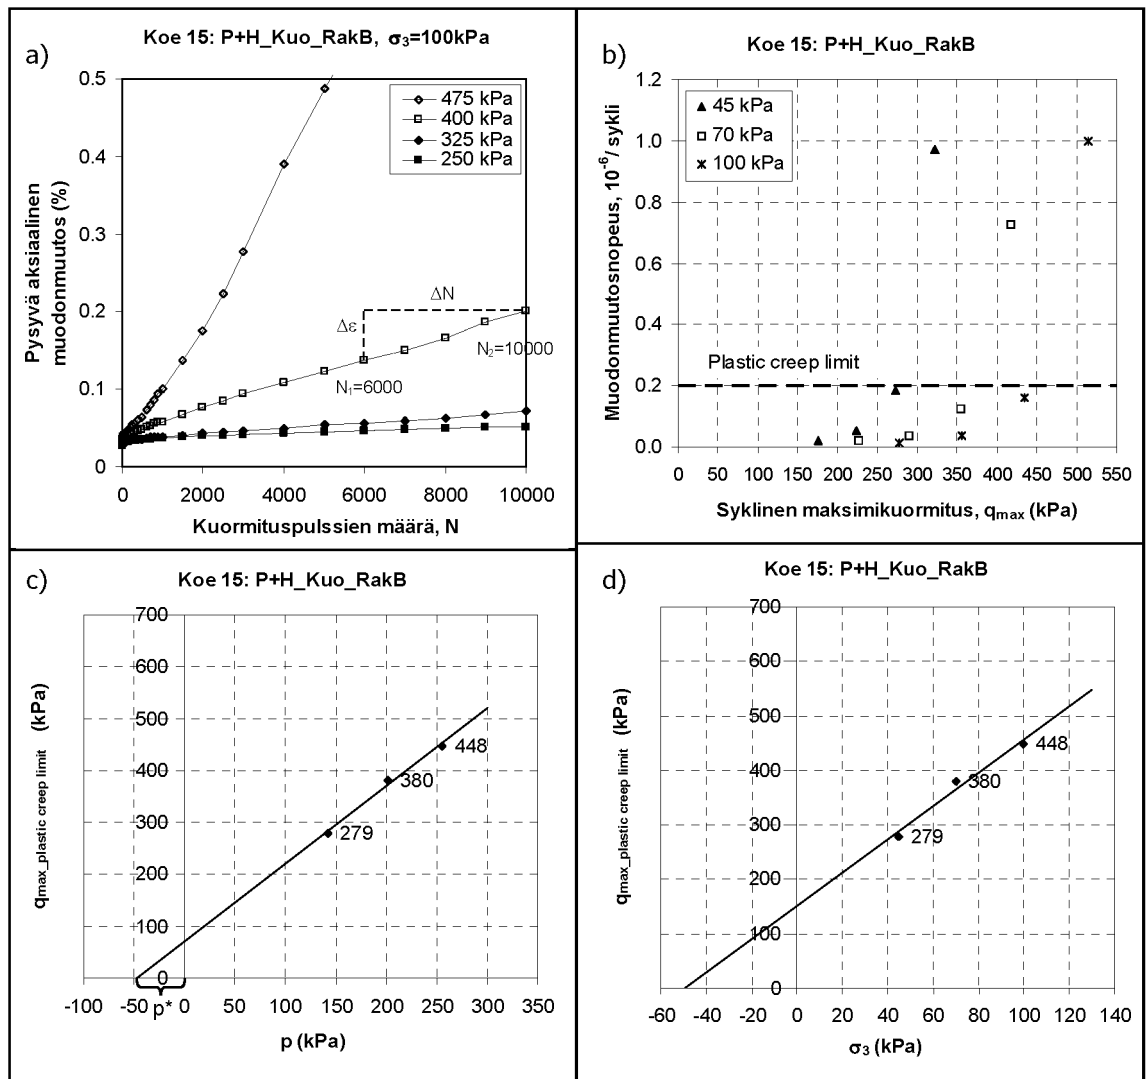 a)
Koe 15: P+H_Kuo_RakB, σ3=100kPa
Pysyvä aksiaalinen
muodonmuutos (%)
0.5
0.4
0.3
0.2
0.1
0
475 kPa
400 kPa
325 kPa
250 kPa
ΔN
Δε
N1=6000
N2=10000
0 2000 4000 6000 8000 10000
Kuormituspulssien määrä, N
b)
Koe 15: P+H_Kuo_RakB
Muodonmuutosnopeus, 10-6/ sykli
1.2
1.0
0.8
0.6
0.4
0.2
0.0
45 kPa
70 kPa
100 kPa
Plastic creep limit
0 50 100 150 200 250 300 350 400 450 500 550
Syklinen maksimikuormitus, qmax (kPa)
c)
Koe 15: P+H_Kuo_RakB
qmax_plastic creep limit (kPa)
700
600
500
400
300
200
100
0
448
380
279
-100 -50 0 50 100 150 200 250 300 350
p*
p (kPa)
d)
Koe 15: P+H_Kuo_RakB
qmax_plastic creep limit (kPa)
700
600
500
400
300
200
100
0
448
380
279
-60 -40 -20 0 20 40 60 80 100 120 140
σ3 (kPa)